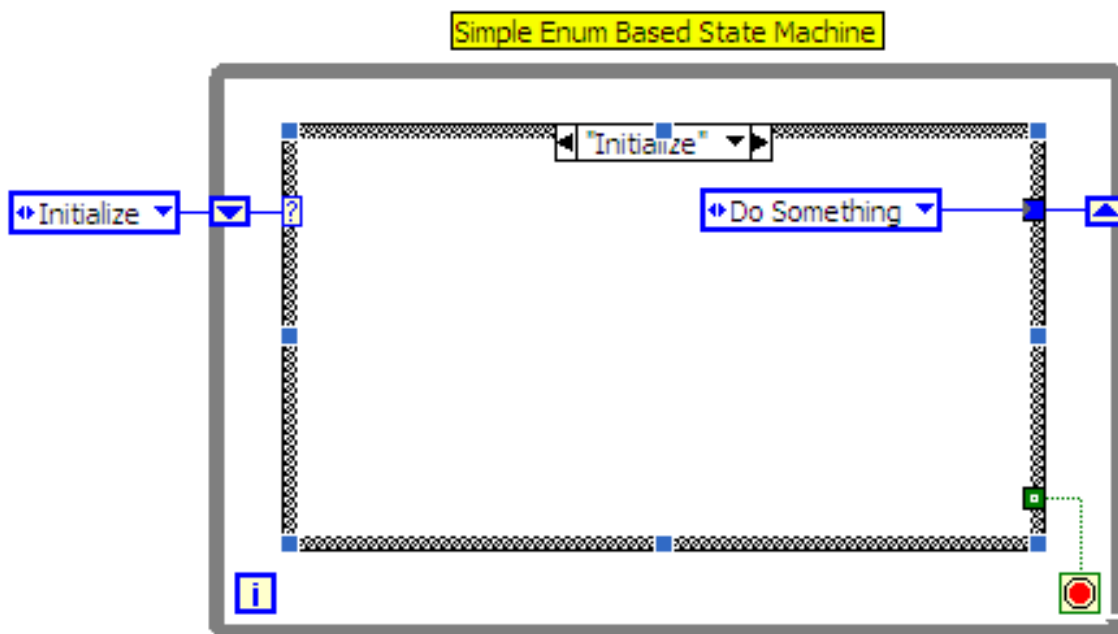 Simple Enum Based State Machine
"Initialize"
Initialize
?
Do Something
i